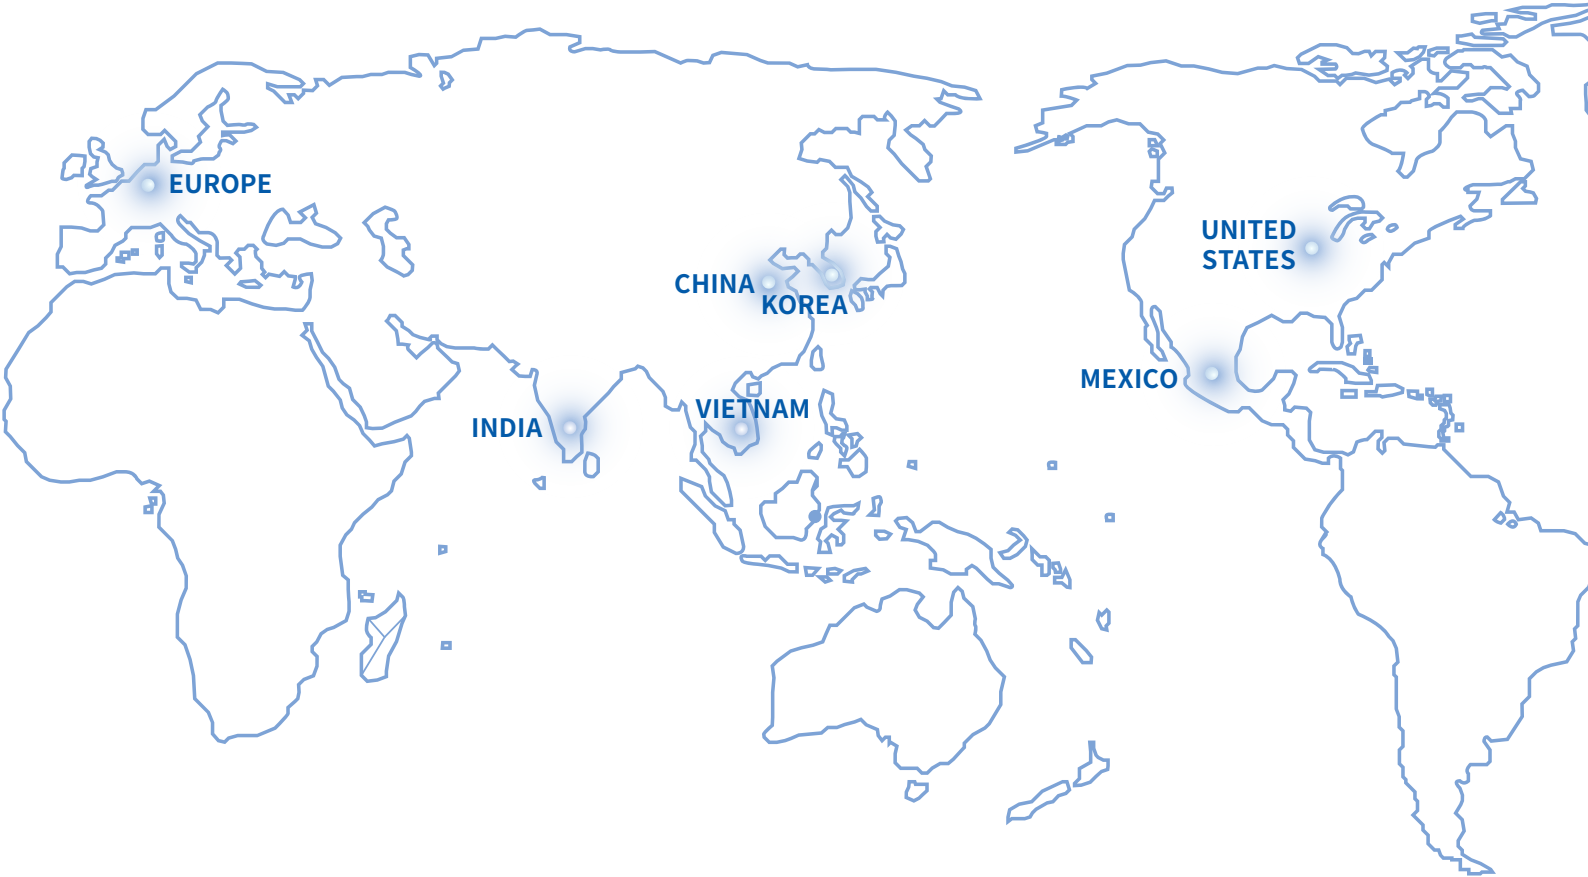 EUROPE
UNITED
STATES
CHINA
KOREA
MEXICO
VIETNAM
INDIA